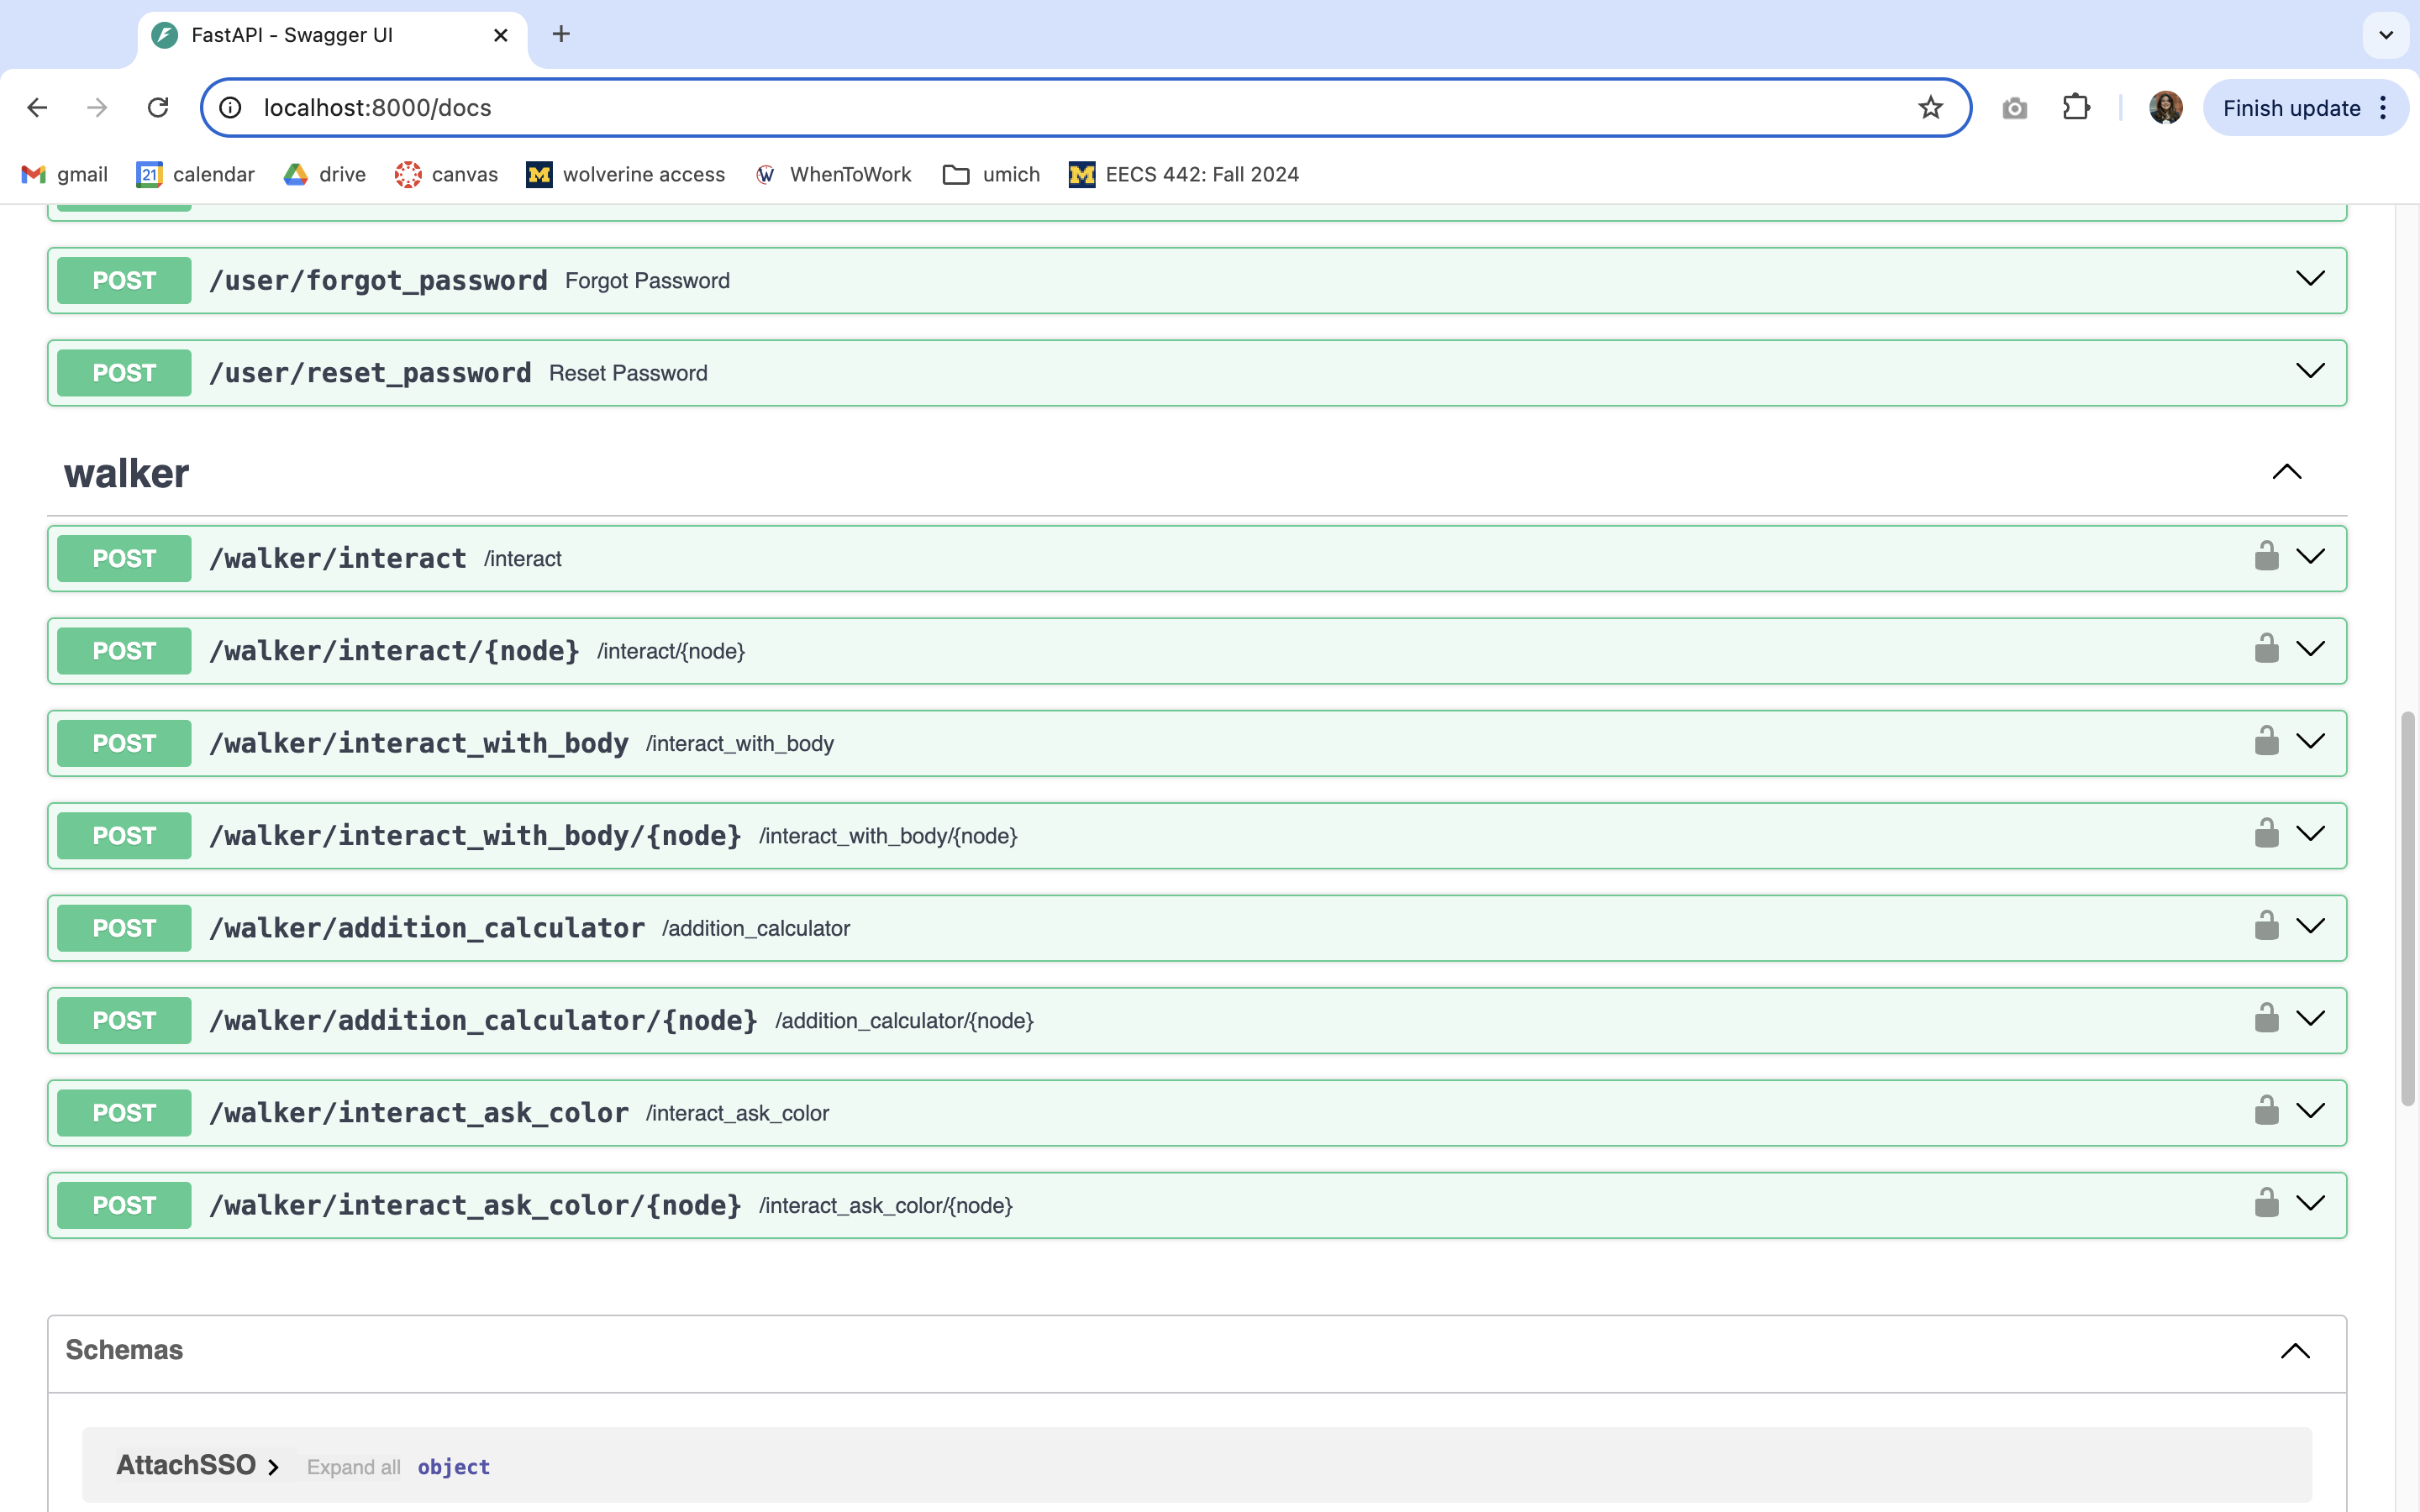 FastAPI - Swagger UI
localhost:8000/docs
Finish update
gmail
21 calendar
drive
canvas
M wolverine access
W WhenToWork
umich
M EECS 442: Fall 2024
POST /user/forgot_password Forgot Password
POST /user/reset_password Reset Password
walker
POST /walker/interact /interact
POST /walker/interact/{node} /interact/{node}
POST /walker/interact_with_body /interact_with_body
POST /walker/interact_with_body/{node} /interact_with_body/{node}
POST /walker/addition_calculator /addition_calculator
POST /walker/addition_calculator/{node} /addition_calculator/{node}
POST /walker/interact_ask_color /interact_ask_color
POST /walker/interact_ask_color/{node} /interact_ask_color/{node}
Schemas
AttachSSO Expand all object